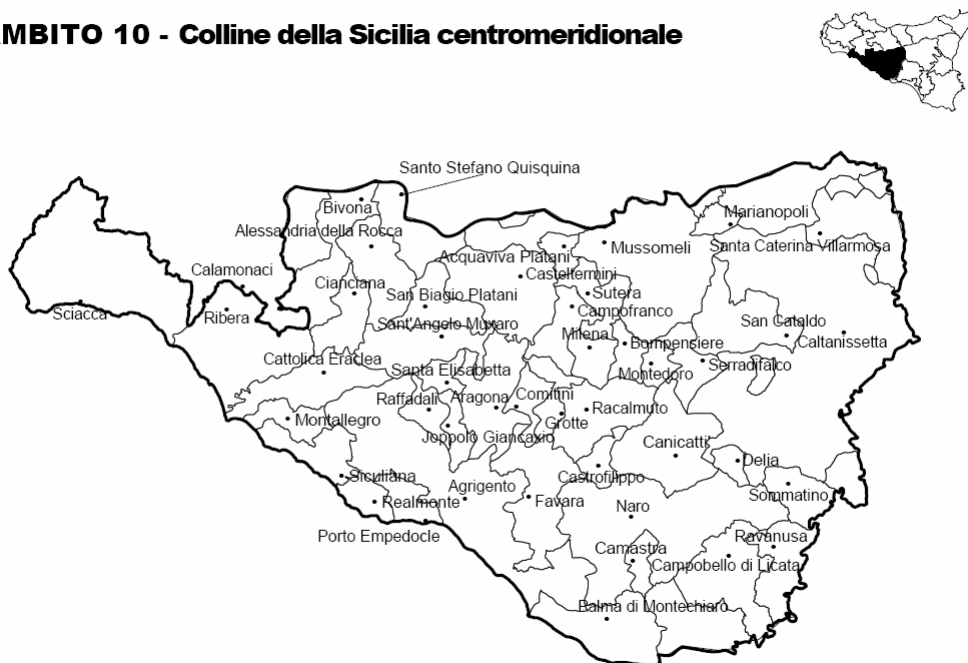 MBITO 10 - Colline della Sicilia centromeridionale
Santo Stefano Quisquina
Bivona
Marianopoli
Alessandria della Rocca
Mussomeli
Santa Caterina Villarmosa
Acquaviva Platani
Calamonaci
Casteltermini
Cianciana
San Biagio Platani
Sutera
Sciacca
Ribera
Campofranco
Sant'Angelo Muxaro
San Cataldo
Milena
Bompensiere
Caltanissetta
Cattolica Eraclea
Santa Elisabetta
Montedoro
Serradifalco
Raffadali
Aragona
Comitini
Racalmuto
Montallegro
Grotte
Joppolo Giancaxio
Canicatti'
Delia
Siculiana
Castrofilippo
Agrigento
Sommatino
Realmonte
Favara
Naro
Porto Empedocle
Ravanusa
Camastra
Campobello di Licata
Palma di Montechiaro